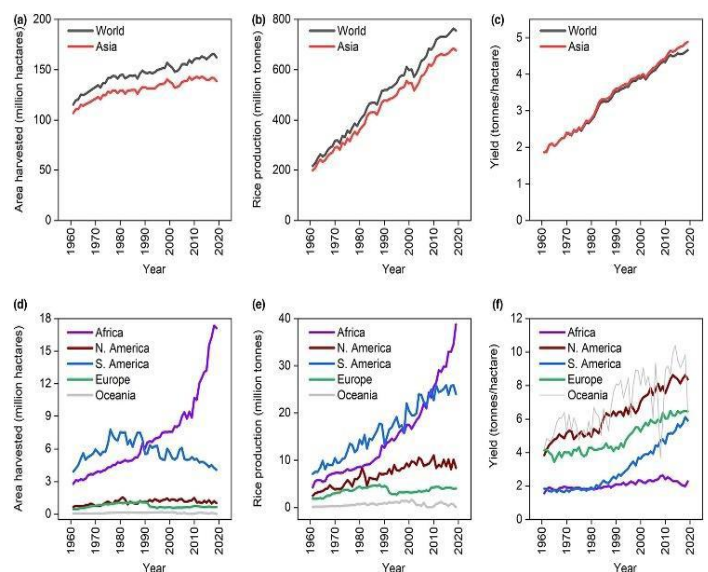 (a)
World
Asia
Area harvested (million hactares)
200
150
100
50
0
1960
1970
1980
1990
2000
2010
2020
Year
(b)
World
Asia
Rice production (million tonnes)
800
600
400
200
0
1960
1970
1980
1990
2000
2010
2020
Year
(c)
World
Asia
Yield (tonnes/hactare)
5
4
3
2
1
0
1960
1970
1980
1990
2000
2010
2020
Year
(d)
Africa
N. America
S. America
Europe
Oceania
Area harvested (million hactares)
18
15
12
9
6
3
0
1960
1970
1980
1990
2000
2010
2020
Year
(e)
Africa
N. America
S. America
Europe
Oceania
Rice production (million tonnes)
40
30
20
10
0
1960
1970
1980
1990
2000
2010
2020
Year
(f)
Africa
N. America
S. America
Europe
Oceania
Yield (tonnes/hactare)
12
10
8
6
4
2
0
1960
1970
1980
1990
2000
2010
2020
Year